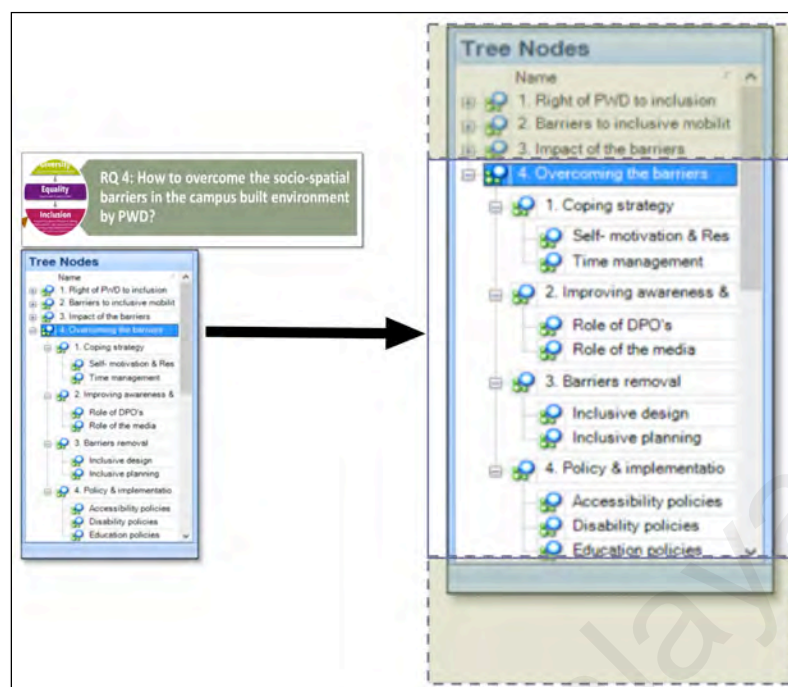 Diversity
Equality
Inclusion
RQ 4: How to overcome the socio-spatial
barriers in the campus built environment
by PWD?
Tree Nodes
Name
1. Right of PWD to inclusion
2. Barriers to inclusive mobilit
3. Impact of the barriers
4. Overcoming the barriers
1. Coping strategy
Self- motivation & Res
Time management
2. Improving awareness &
Role of DPO's
Role of the media
3. Barriers removal
Inclusive design
Inclusive planning
4. Policy & implementatio
Accessibility policies
Disability policies
Education policies
Tree Nodes
Name
1. Right of PWD to inclusion
2. Barriers to inclusive mobilit
3. Impact of the barriers
4. Overcoming the barriers
1. Coping strategy
Self- motivation & Res
Time management
2. Improving awareness &
Role of DPO's
Role of the media
3. Barriers removal
Inclusive design
Inclusive planning
4. Policy & implementatio
Accessibility policies
Disability policies
Education policies
laya